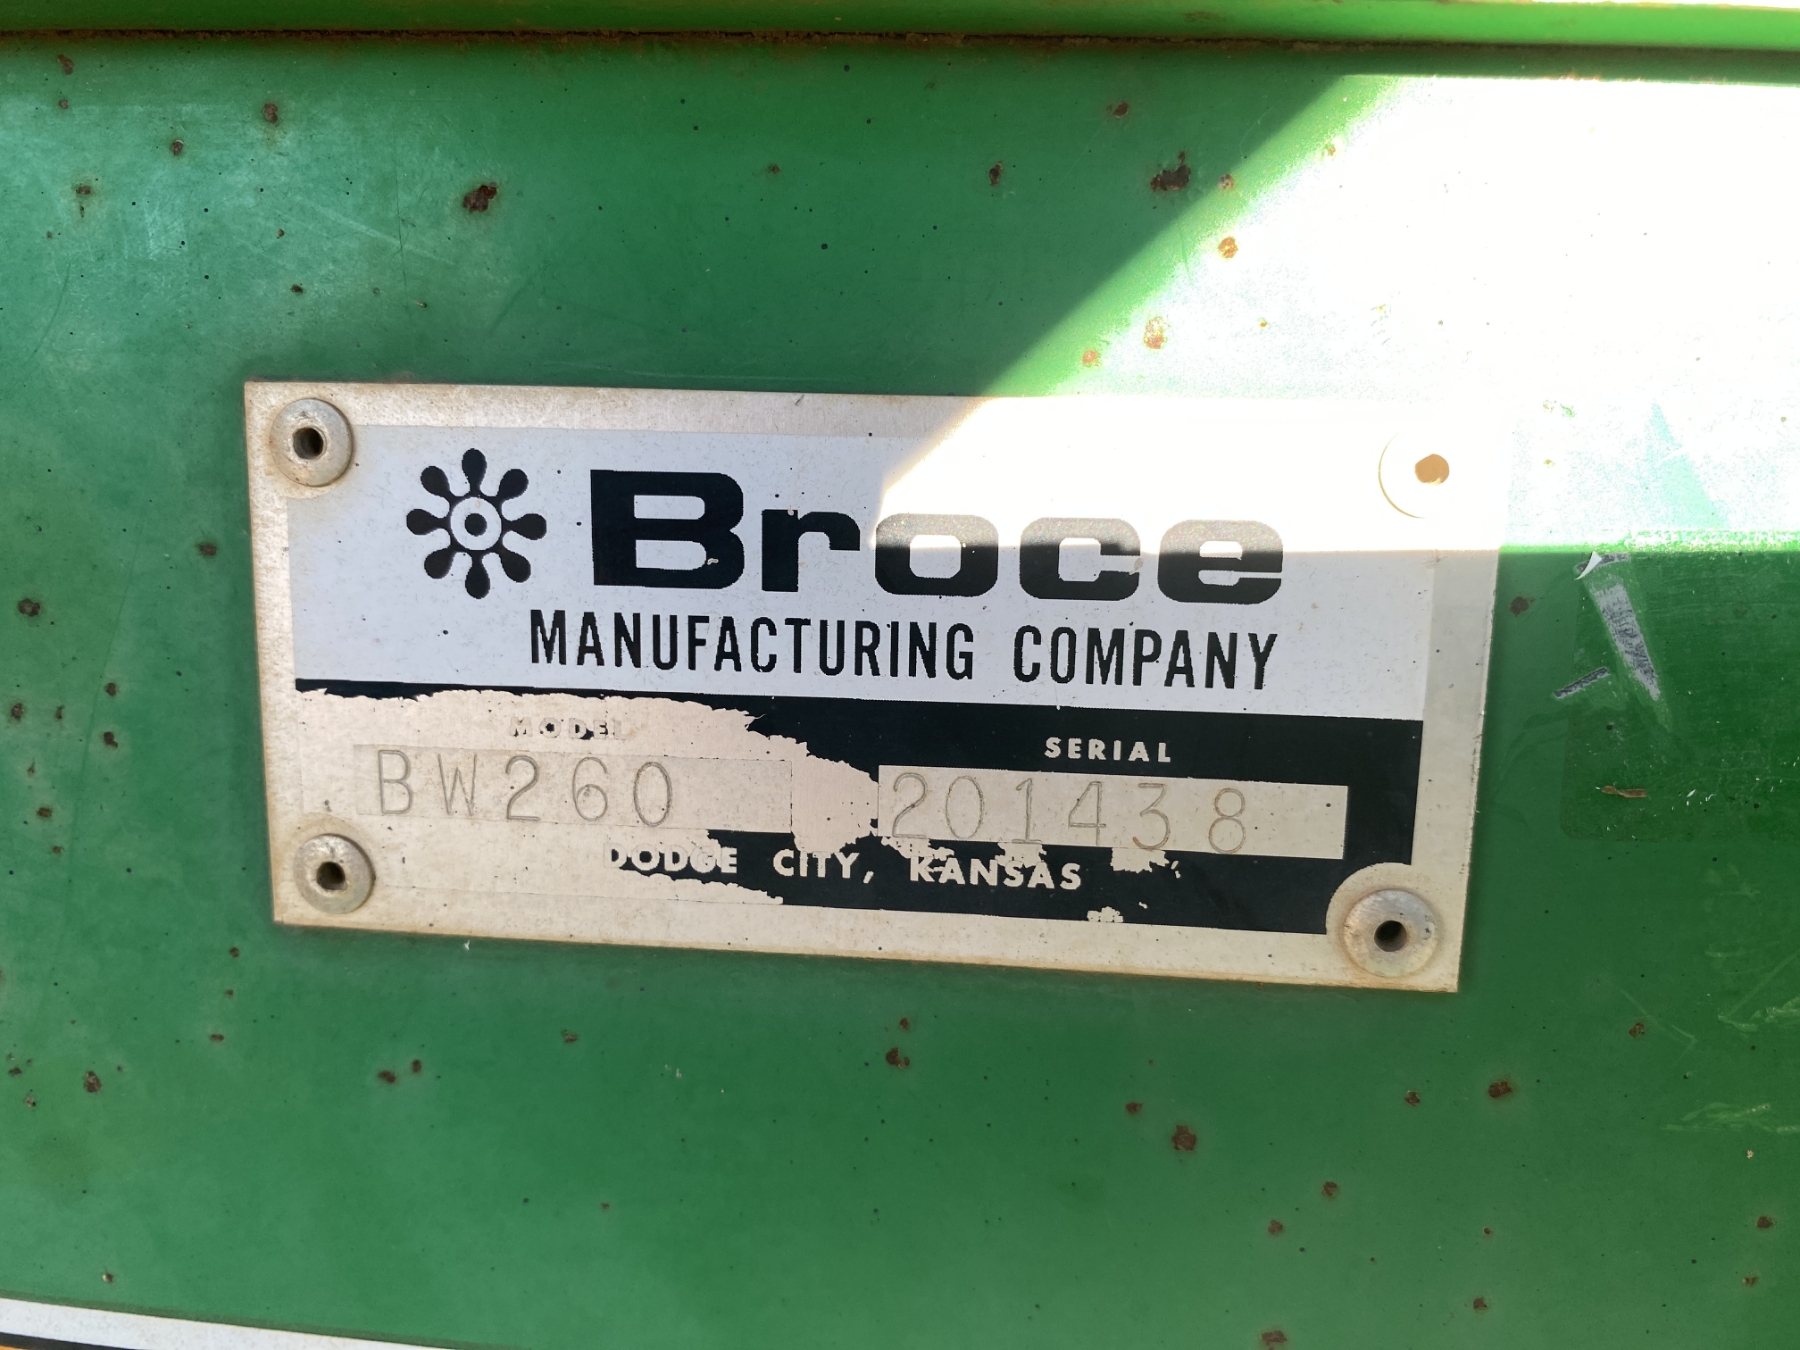 Broce
MANUFACTURING COMPANY
MODEL SERIAL
BW260 201438
DODGE CITY, KANSAS